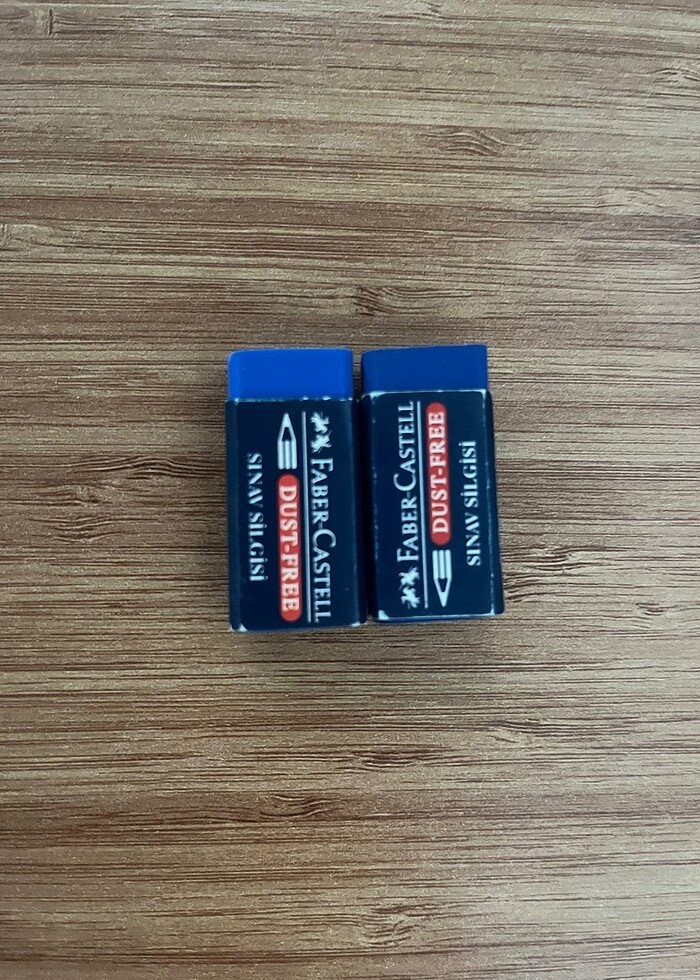 FABER-CASTELL
DUST-FREE
SINAV SİLGİSİ
FABER-CASTELL
DUST-FREE
SINAV SİLGİSİ